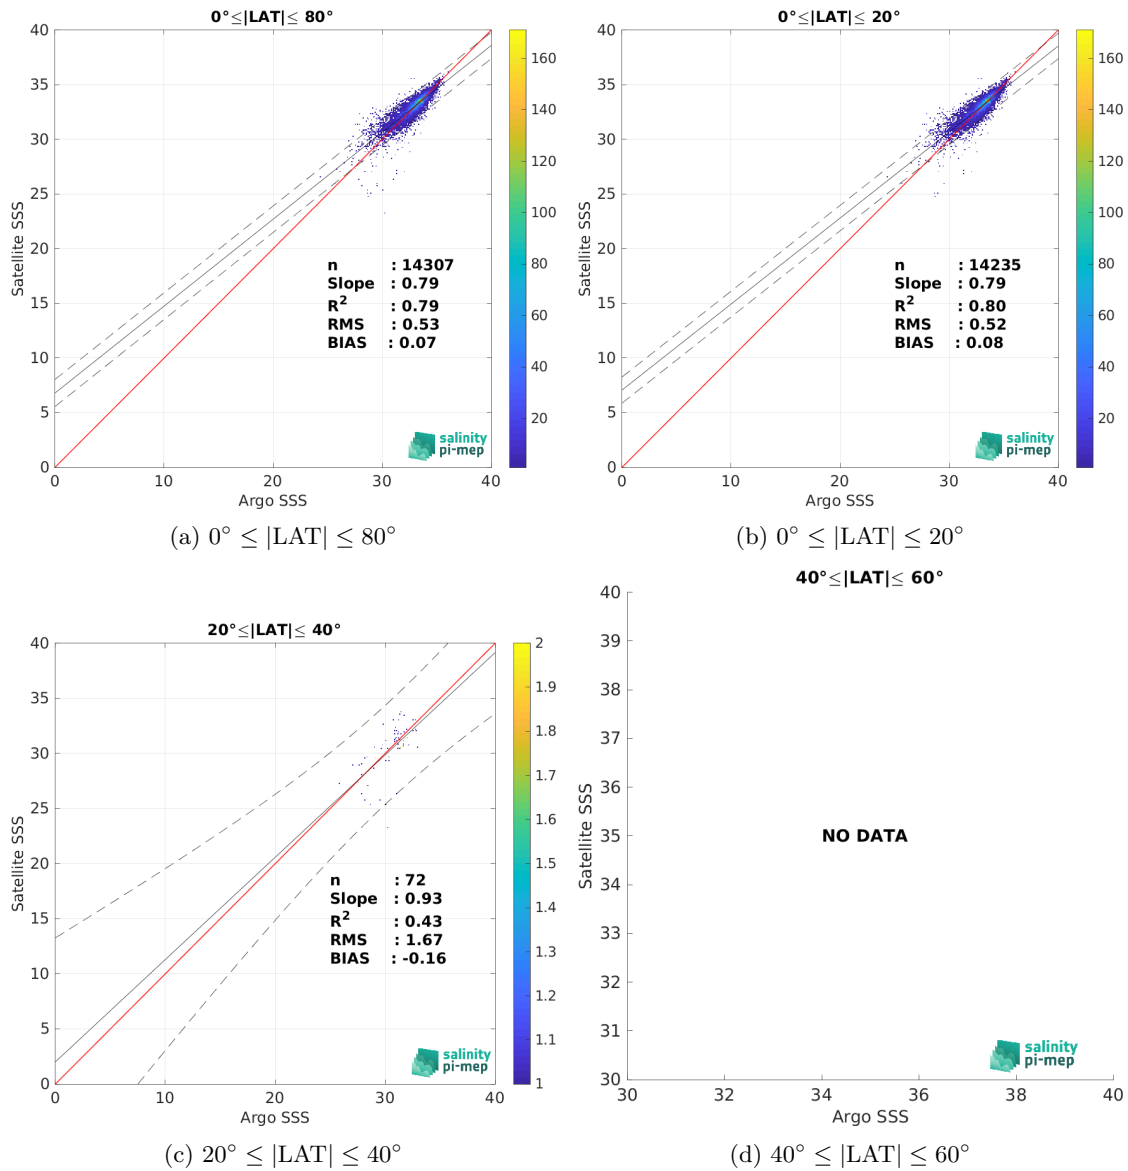 0°≤|LAT|≤ 80°
Satellite SSS
40
35
30
25
20
15
10
5
0
0 10 20 30 40
Argo SSS
160
140
120
100
80
60
40
20
n : 14307
Slope : 0.79
R² : 0.79
RMS : 0.53
BIAS : 0.07
salinity
pi-mep
(a) 0° ≤ |LAT| ≤ 80°
0°≤|LAT|≤ 20°
Satellite SSS
40
35
30
25
20
15
10
5
0
0 10 20 30 40
Argo SSS
160
140
120
100
80
60
40
20
n : 14235
Slope : 0.79
R² : 0.80
RMS : 0.52
BIAS : 0.08
salinity
pi-mep
(b) 0° ≤ |LAT| ≤ 20°
20°≤|LAT|≤ 40°
Satellite SSS
40
35
30
25
20
15
10
5
0
0 10 20 30 40
Argo SSS
2
1.9
1.8
1.7
1.6
1.5
1.4
1.3
1.2
1.1
1
n : 72
Slope : 0.93
R² : 0.43
RMS : 1.67
BIAS : -0.16
salinity
pi-mep
(c) 20° ≤ |LAT| ≤ 40°
40°≤|LAT|≤ 60°
Satellite SSS
40
39
38
37
36
35
34
33
32
31
30
30 32 34 36 38 40
Argo SSS
NO DATA
salinity
pi-mep
(d) 40° ≤ |LAT| ≤ 60°